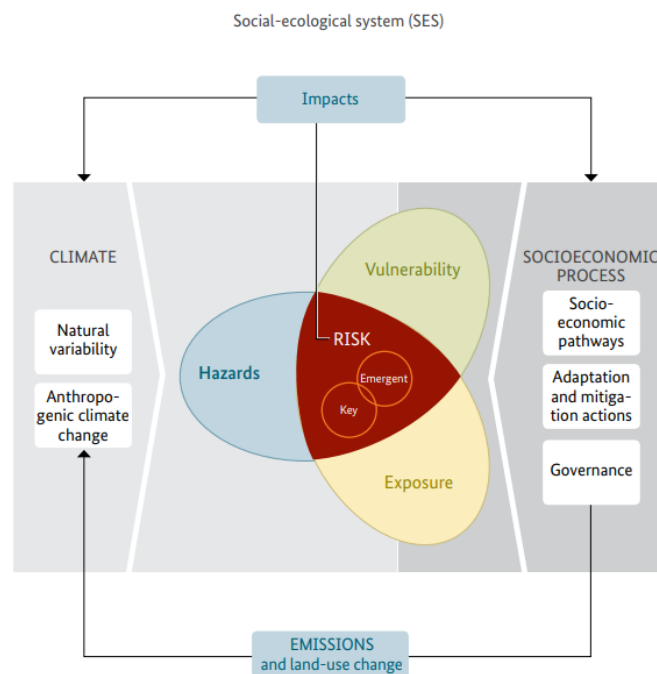 Social-ecological system (SES)
Impacts
CLIMATE
Natural
variability
Anthropo-
genic climate
change
Hazards
Vulnerability
RISK
Emergent
Key
Exposure
SOCIOECONOMIC
PROCESS
Socio-
economic
pathways
Adaptation
and mitiga-
tion actions
Governance
EMISSIONS
and land-use change